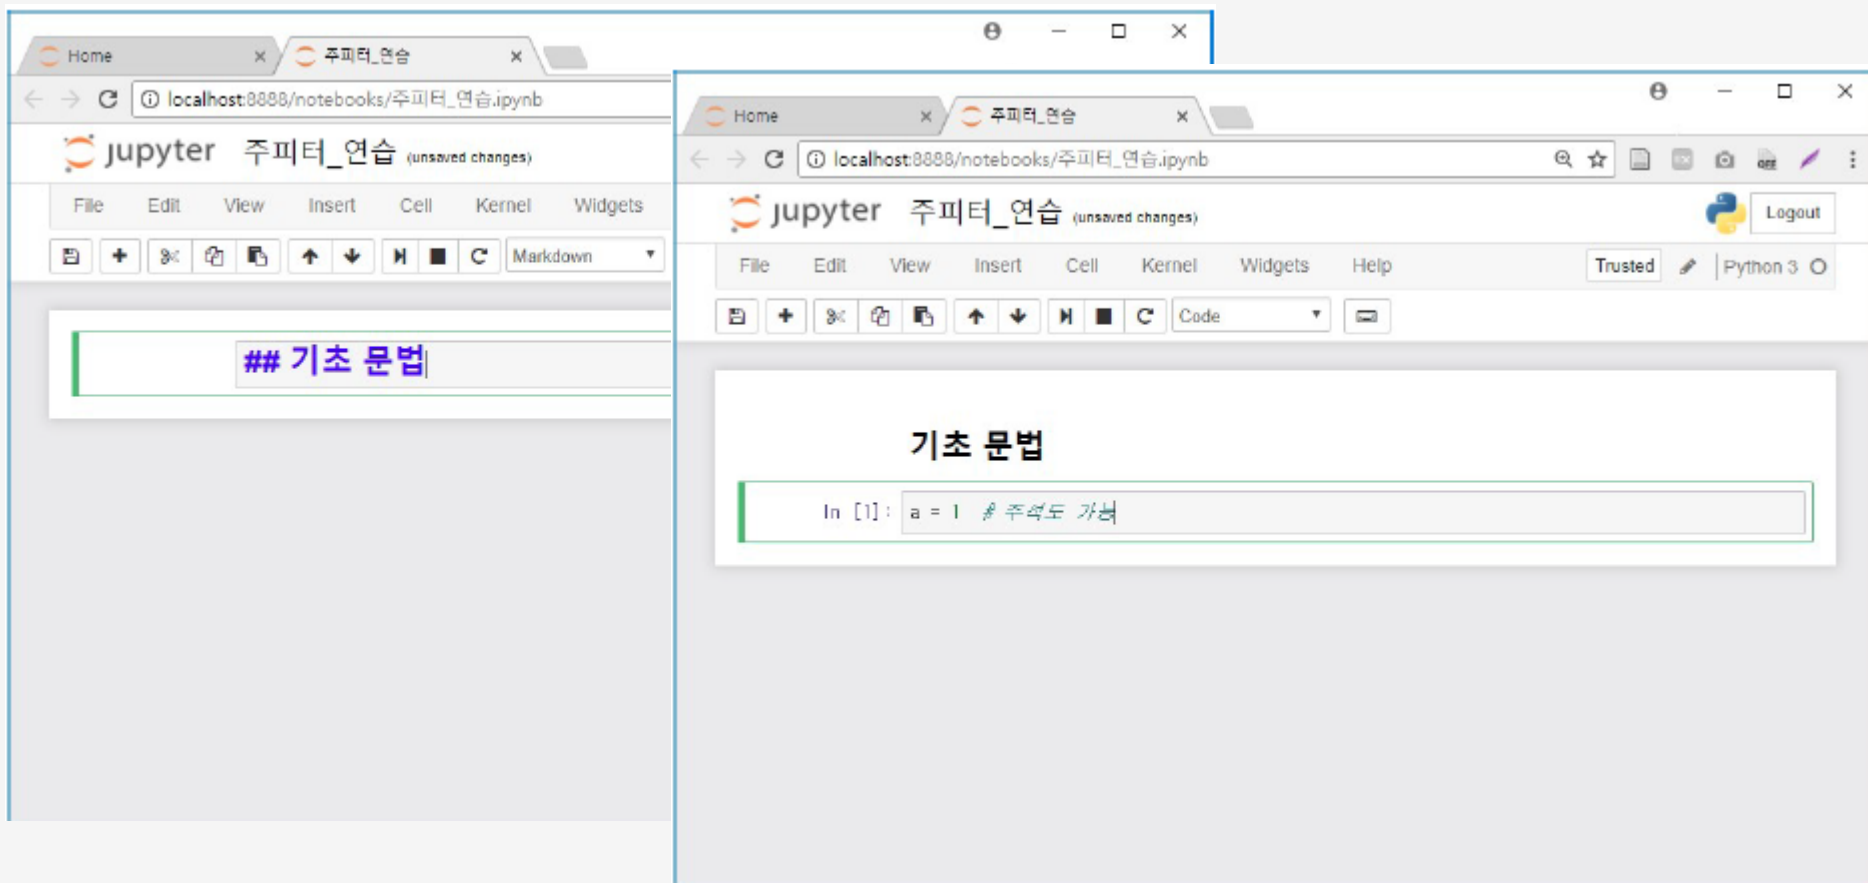 Home
주피터_연습
localhost:8888/notebooks/주피터_연습.ipynb
jupyter 주피터_연습 (unsaved changes)
File Edit View Insert Cell Kernel Widgets
Markdown
## 기초 문법
Home
주피터_연습
localhost:8888/notebooks/주피터_연습.ipynb
OFF
jupyter 주피터_연습 (unsaved changes)
Logout
File Edit View Insert Cell Kernel Widgets Help
Trusted
Python 3
Code
기초 문법
In [1]: a = 1 # 주석도 가능